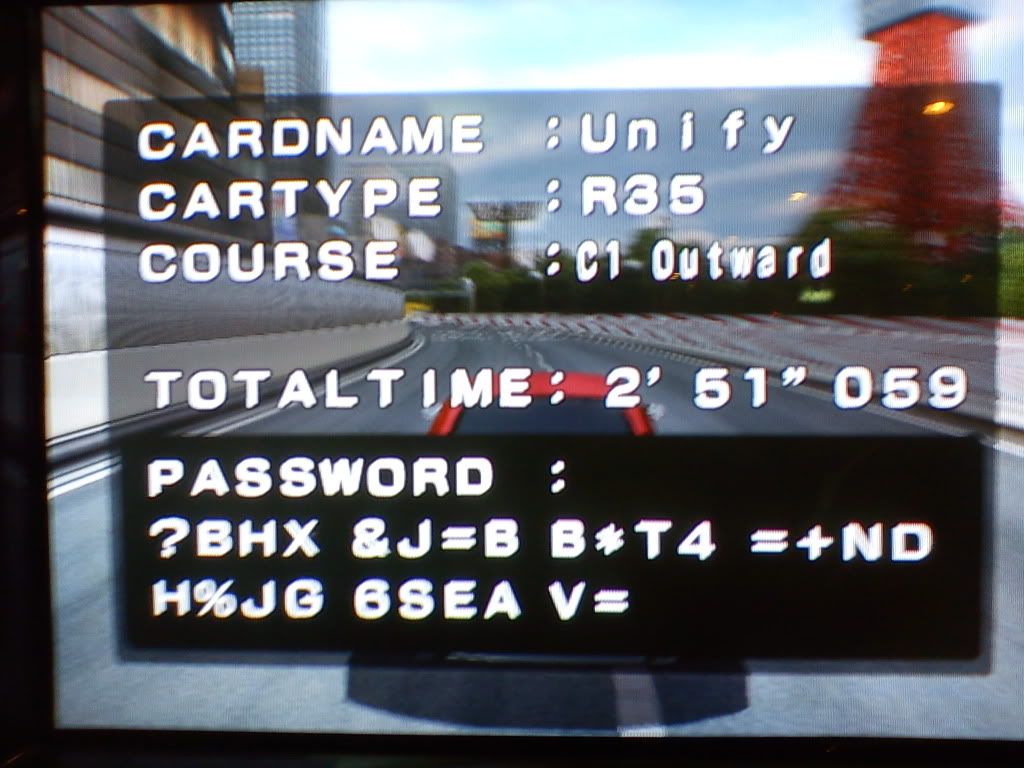 CARDNAME : Unify
CARTYPE : R35
COURSE : C1 Outward
TOTALTIME: 2' 51" 059
PASSWORD :
?BHX &J=B B*T4 =+ND
H%JG 6SEA V=